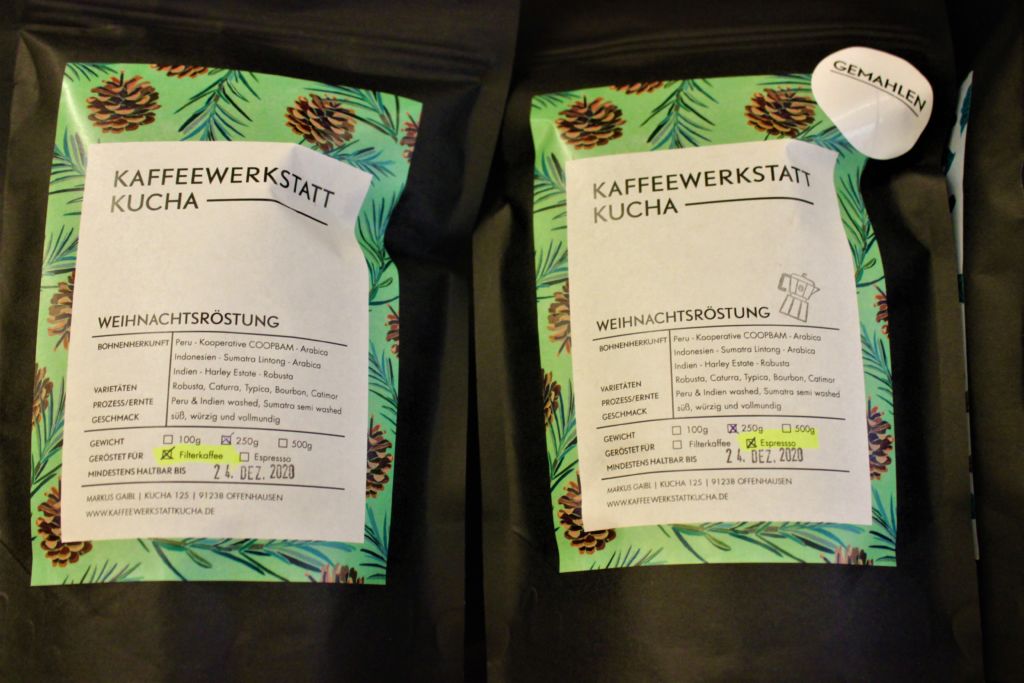 KAFFEEWERKSTATT
KUCHA
WEIHNACHTSRÖSTUNG
BOHNENHERKUNFT Peru - Kooperative COOPBAM - Arabica
Indonesien - Sumatra Lintong - Arabica
Indien - Harley Estate - Robusta
VARIETÄTEN Robusta, Caturra, Typica, Bourbon, Catimor
PROZESS/ERNTE Peru & Indien washed, Sumatra semi washed
GESCHMACK süß, würzig und vollmundig
GEWICHT 100g 250g 500g
GERÖSTET FÜR Filterkaffee Espressso
MINDESTENS HALTBAR BIS 24. DEZ. 2020
MARKUS GAIBL | KUCHA 125 | 91238 OFFENHAUSEN
WWW.KAFFEEWERKSTATTKUCHA.DE
GEMAHLEN
KAFFEEWERKSTATT
KUCHA
WEIHNACHTSRÖSTUNG
BOHNENHERKUNFT Peru - Kooperative COOPBAM - Arabica
Indonesien - Sumatra Lintong - Arabica
Indien - Harley Estate - Robusta
VARIETÄTEN Robusta, Caturra, Typica, Bourbon, Catimor
PROZESS/ERNTE Peru & Indien washed, Sumatra semi washed
GESCHMACK süß, würzig und vollmundig
GEWICHT 100g 250g 500g
GERÖSTET FÜR Filterkaffee Espressso
MINDESTENS HALTBAR BIS 24. DEZ. 2020
MARKUS GAIBL | KUCHA 125 | 91238 OFFENHAUSEN
WWW.KAFFEEWERKSTATTKUCHA.DE